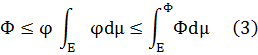 Φ ≤ φ ∫_E φdμ ≤ ∫_E^Φ Φdμ (3)